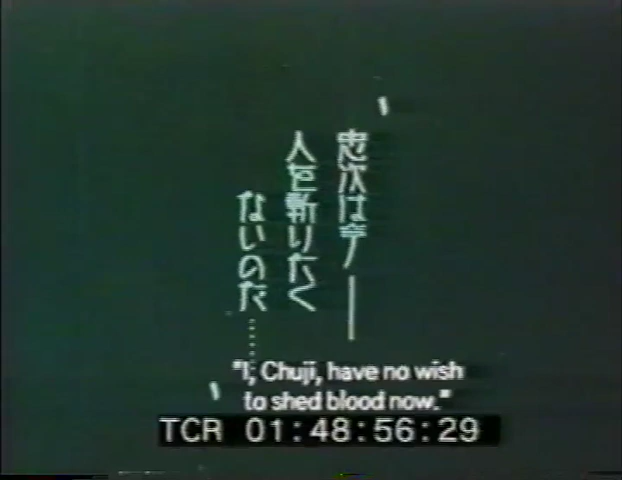 忠次は今——
人を斬りたく
ないのだ……
"I, Chuji, have no wish
to shed blood now."
TCR 01:48:56:29